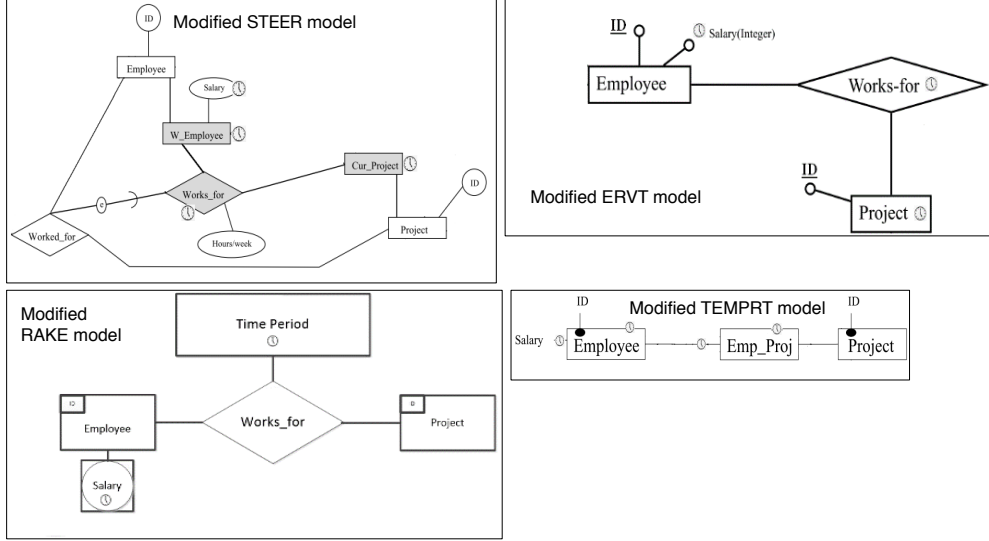 Modified STEER model
ID
Employee
Salary
W_Employee
Cur_Project
Works_for
e
ID
Worked_for
Hours/week
Project
ID
Salary(Integer)
Employee
Works-for
ID
Modified ERVT model
Project
Modified
RAKE model
Time Period
ID
Employee
Works_for
Project
Salary
Modified TEMPRT model
ID
ID
Salary
Employee
Emp_Proj
Project